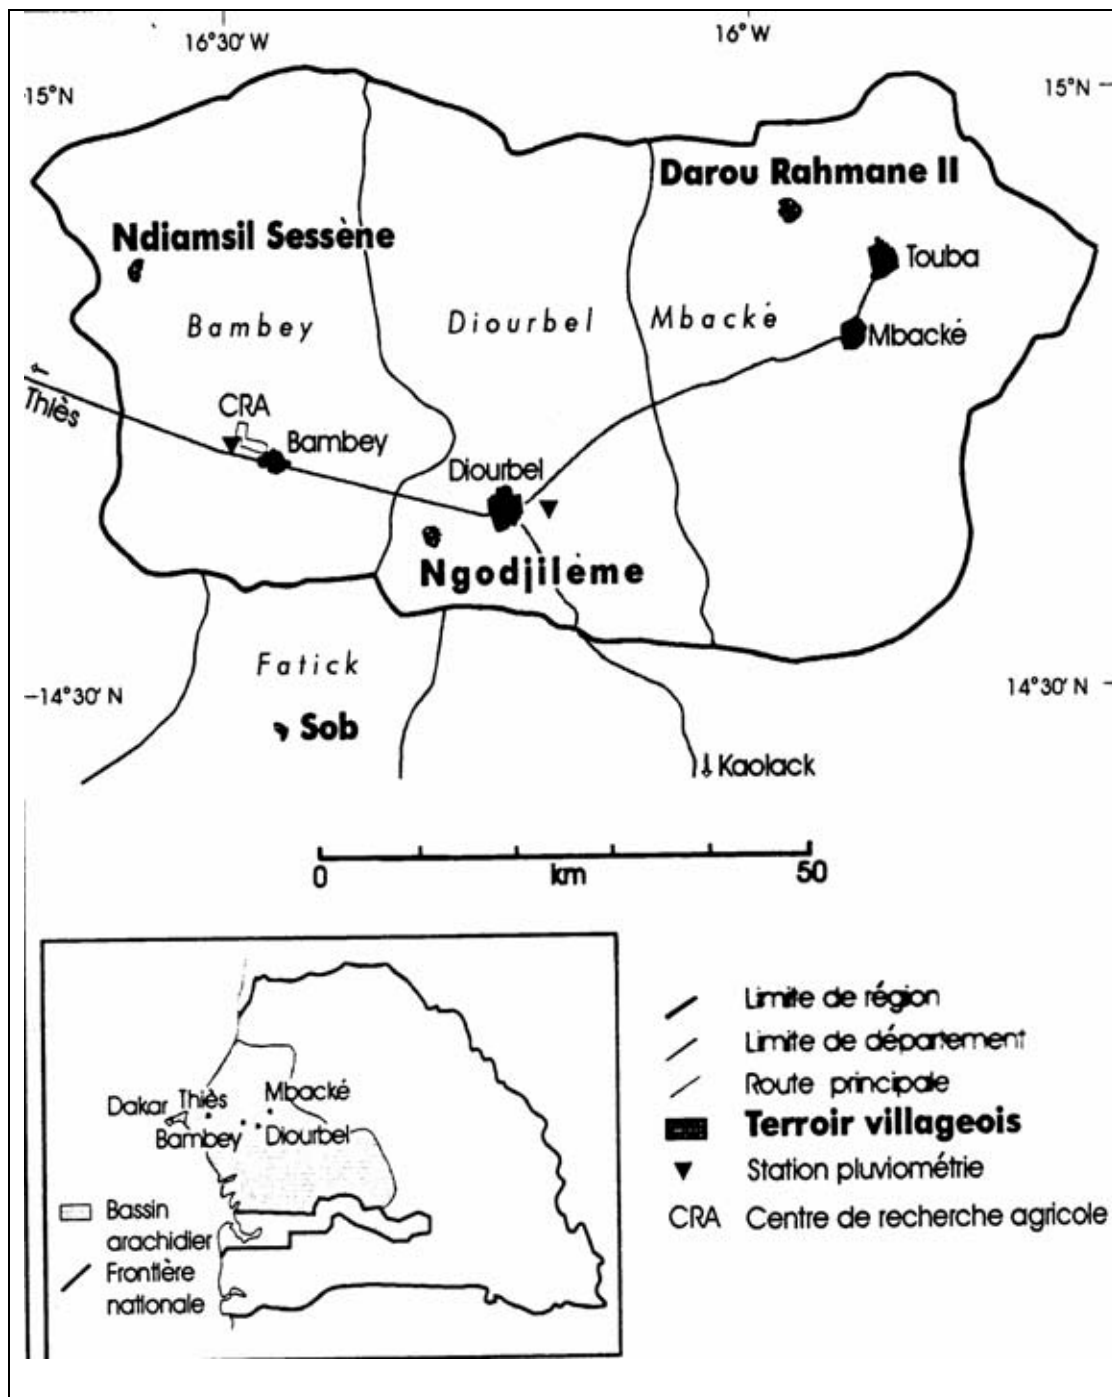 16°30′ W
16° W
15°N
15°N
Darou Rahmane II
Ndiamsil Sessène
Touba
Bambey
Diourbel
Mbacké
Mbacké
Thiès
CRA
Bambey
Diourbel
Ngodjilème
Fatick
14°30′ N
14°30′ N
Sob
Kaolack
0
km
50
Limite de région
Limite de département
Route principale
Terroir villageois
Station pluviométrie
CRA Centre de recherche agricole
Dakar
Thiès
Mbacké
Bambey
Diourbel
Bassin
arachidier
Frontière
nationale